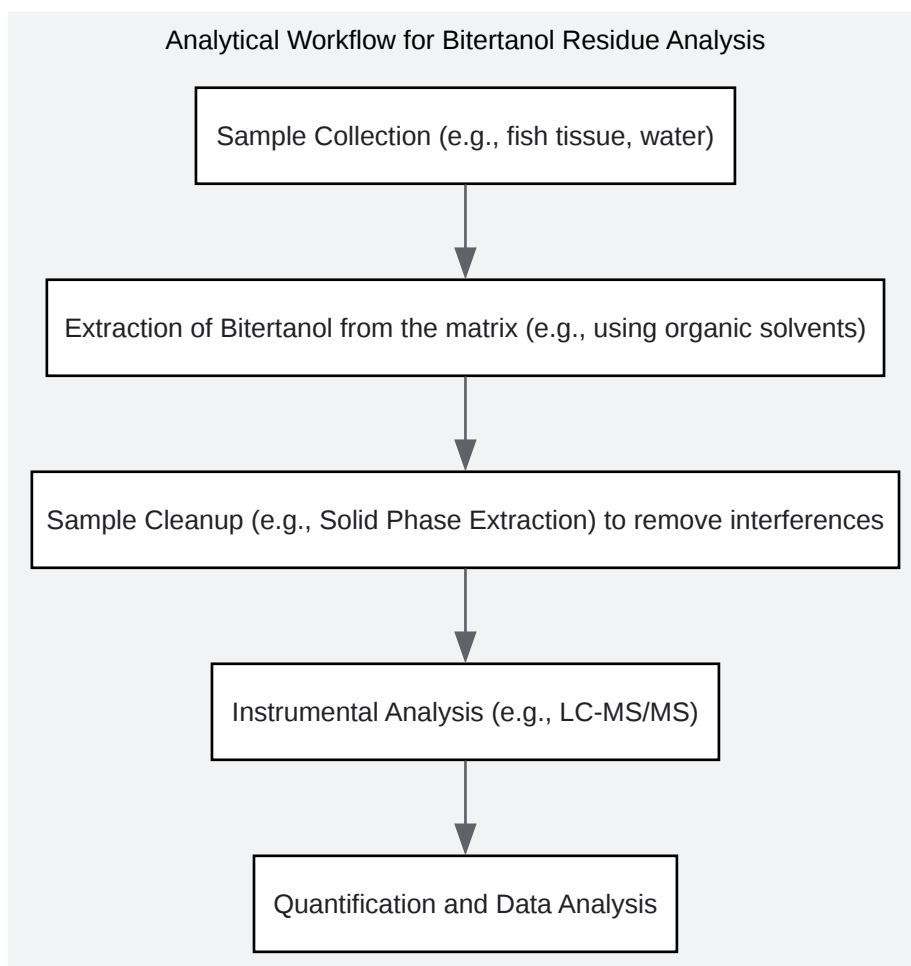 Analytical Workflow for Bitertanol Residue Analysis
Sample Collection (e.g., fish tissue, water)
Extraction of Bitertanol from the matrix (e.g., using organic solvents)
Sample Cleanup (e.g., Solid Phase Extraction) to remove interferences
Instrumental Analysis (e.g., LC-MS/MS)
Quantification and Data Analysis